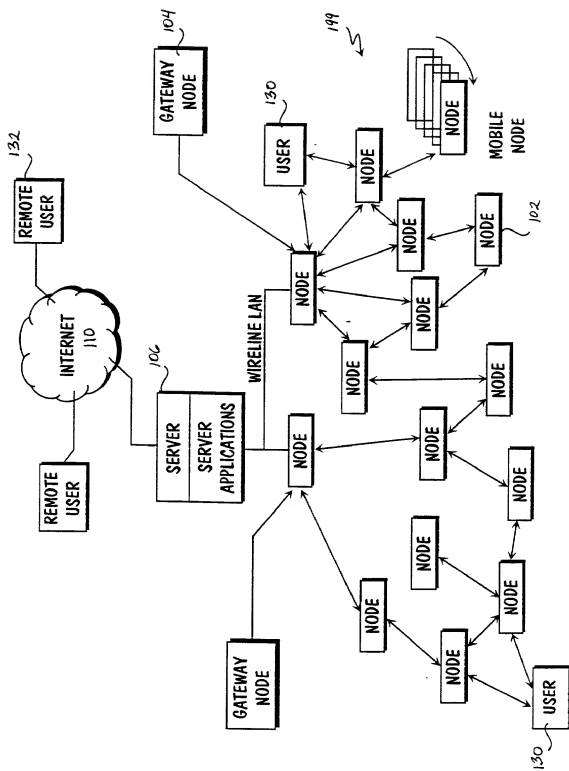 REMOTE
USER
INTERNET
110
REMOTE
USER
132
GATEWAY
NODE
SERVER
SERVER
APPLICATIONS
106
GATEWAY
NODE
104
WIRELINE LAN
NODE
NODE
USER
130
199
NODE
NODE
NODE
NODE
NODE
NODE
NODE
NODE
MOBILE
NODE
NODE
NODE
NODE
NODE
NODE
102
USER
130